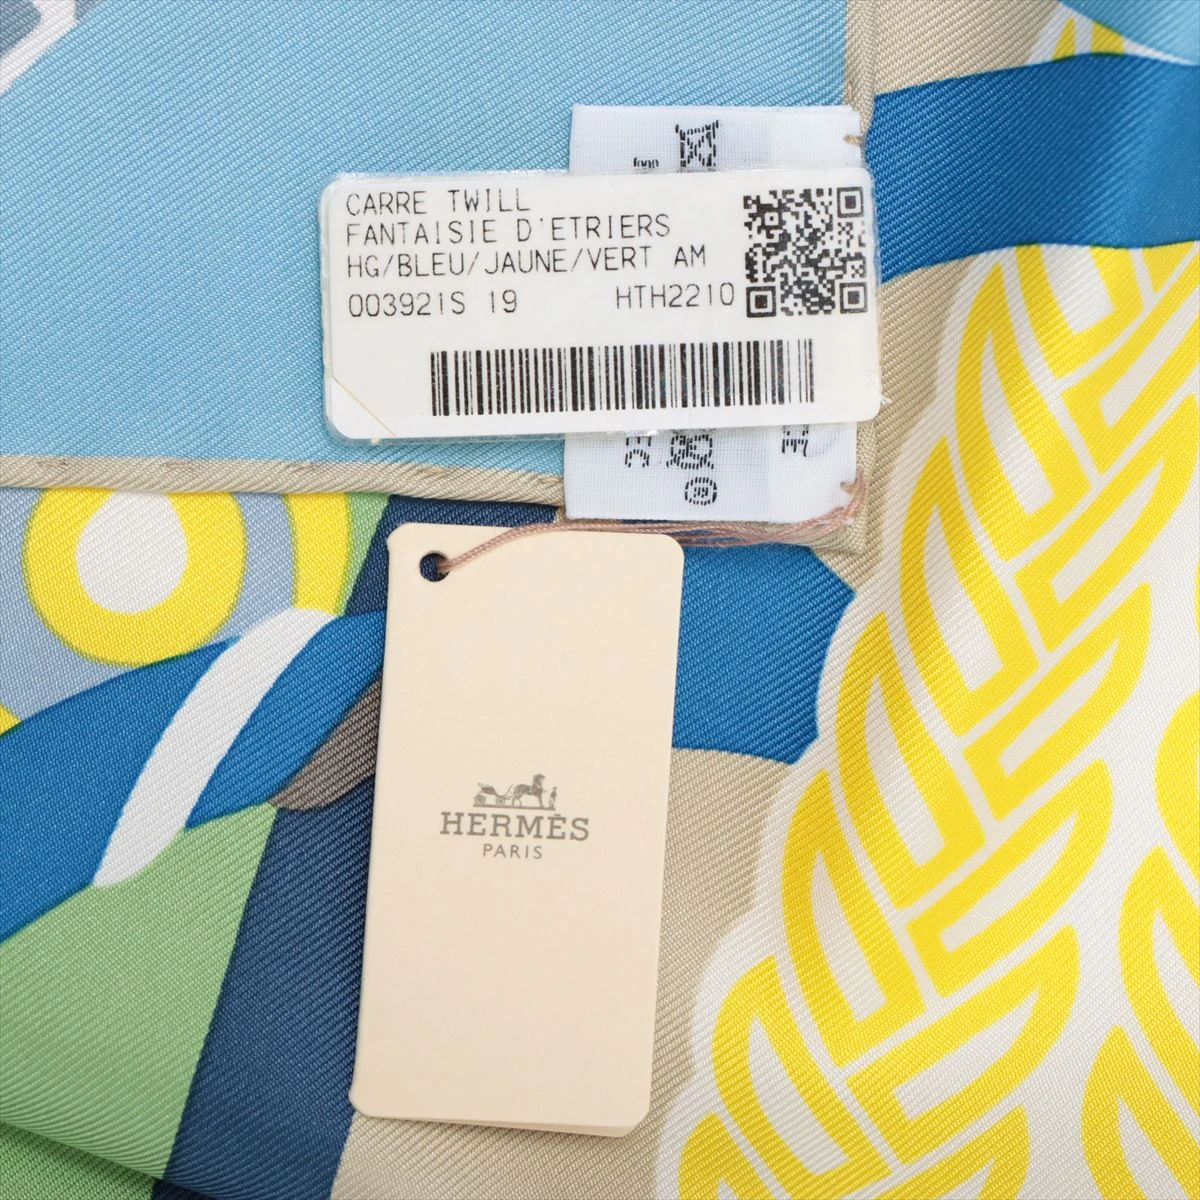 CARRE TWILL
FANTAISIE D'ETRIERS
HG/BLEU/JAUNE/VERT AM
003921S 19 HTH2210
HERMÈS
PARIS